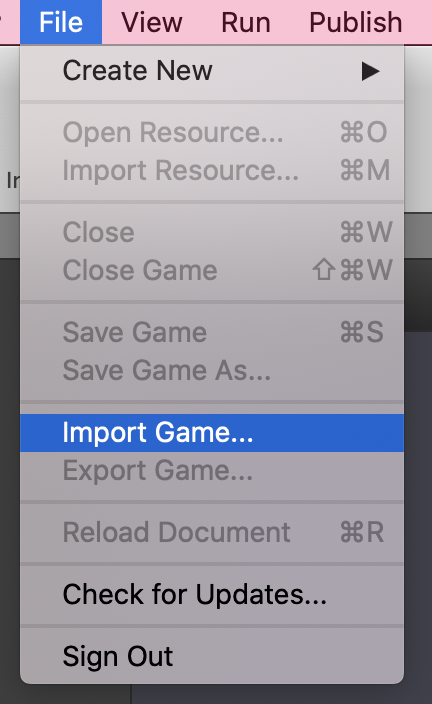 File View Run Publish
Create New ▶
Open Resource... ⌘O
Import Resource... ⌘M
Close ⌘W
Close Game ⇧⌘W
Save Game ⌘S
Save Game As...
Import Game...
Export Game...
Reload Document ⌘R
Check for Updates...
Sign Out